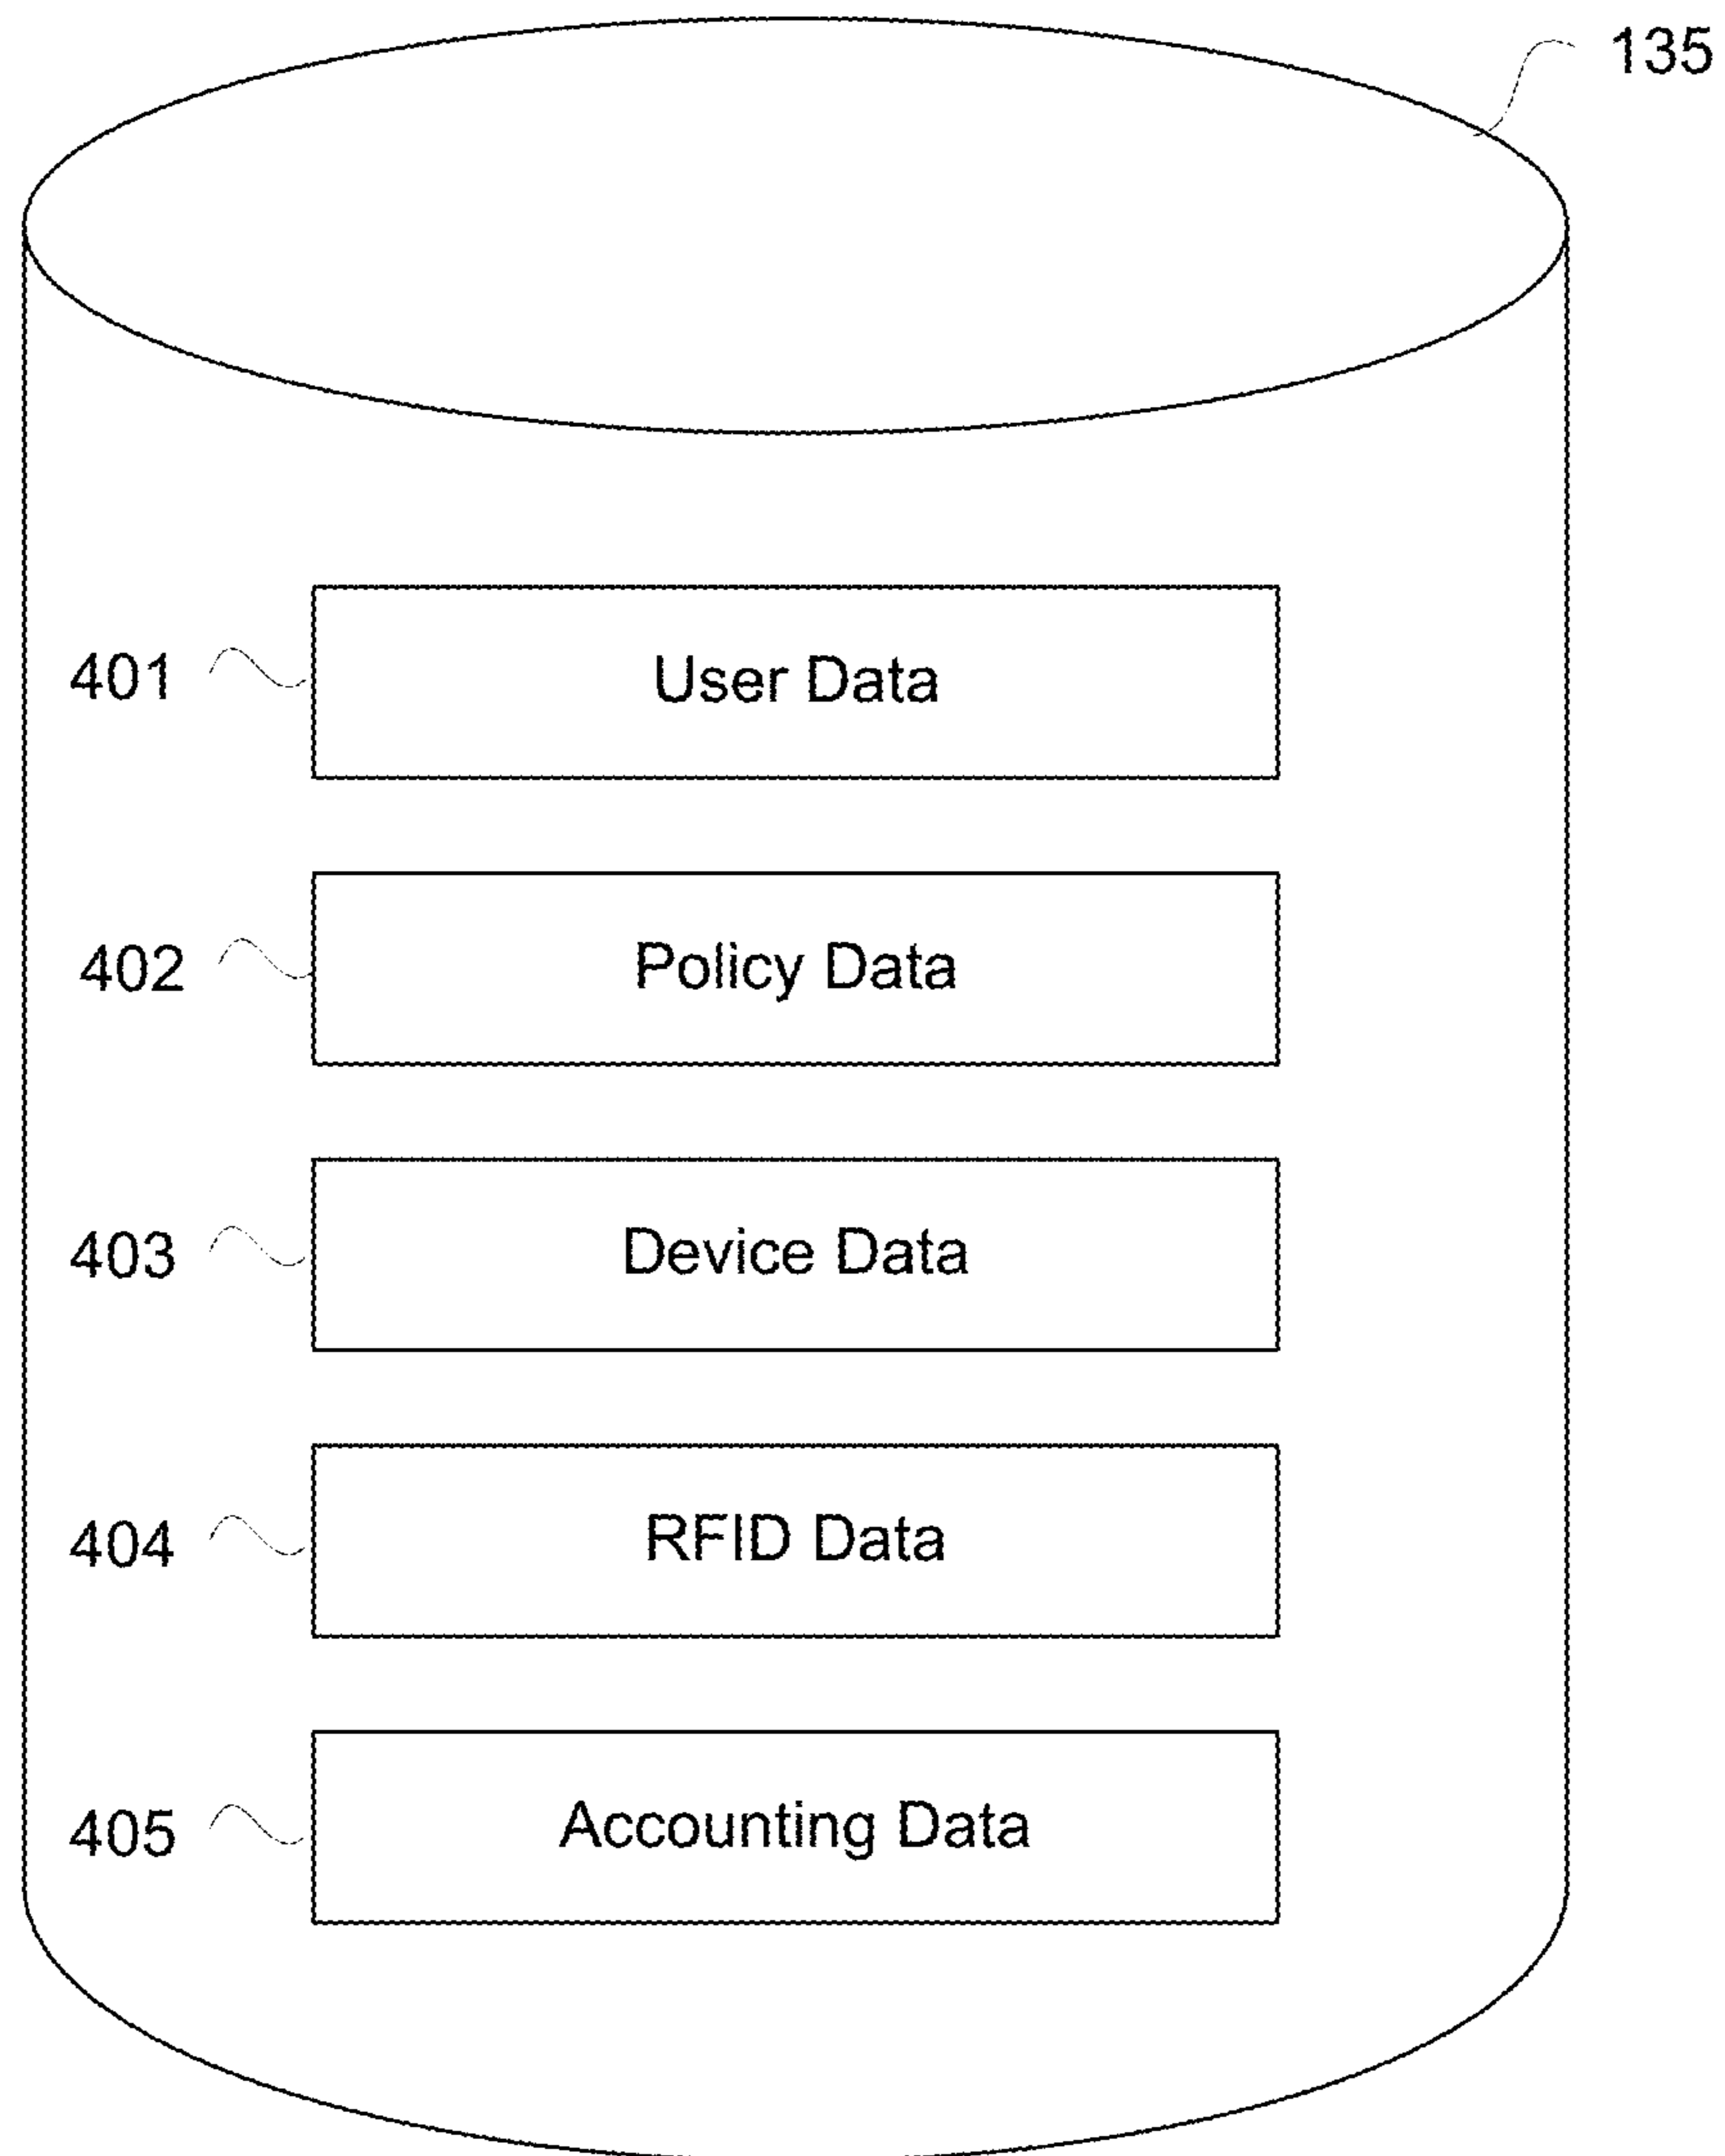 135
401 User Data
402 Policy Data
403 Device Data
404 RFID Data
405 Accounting Data